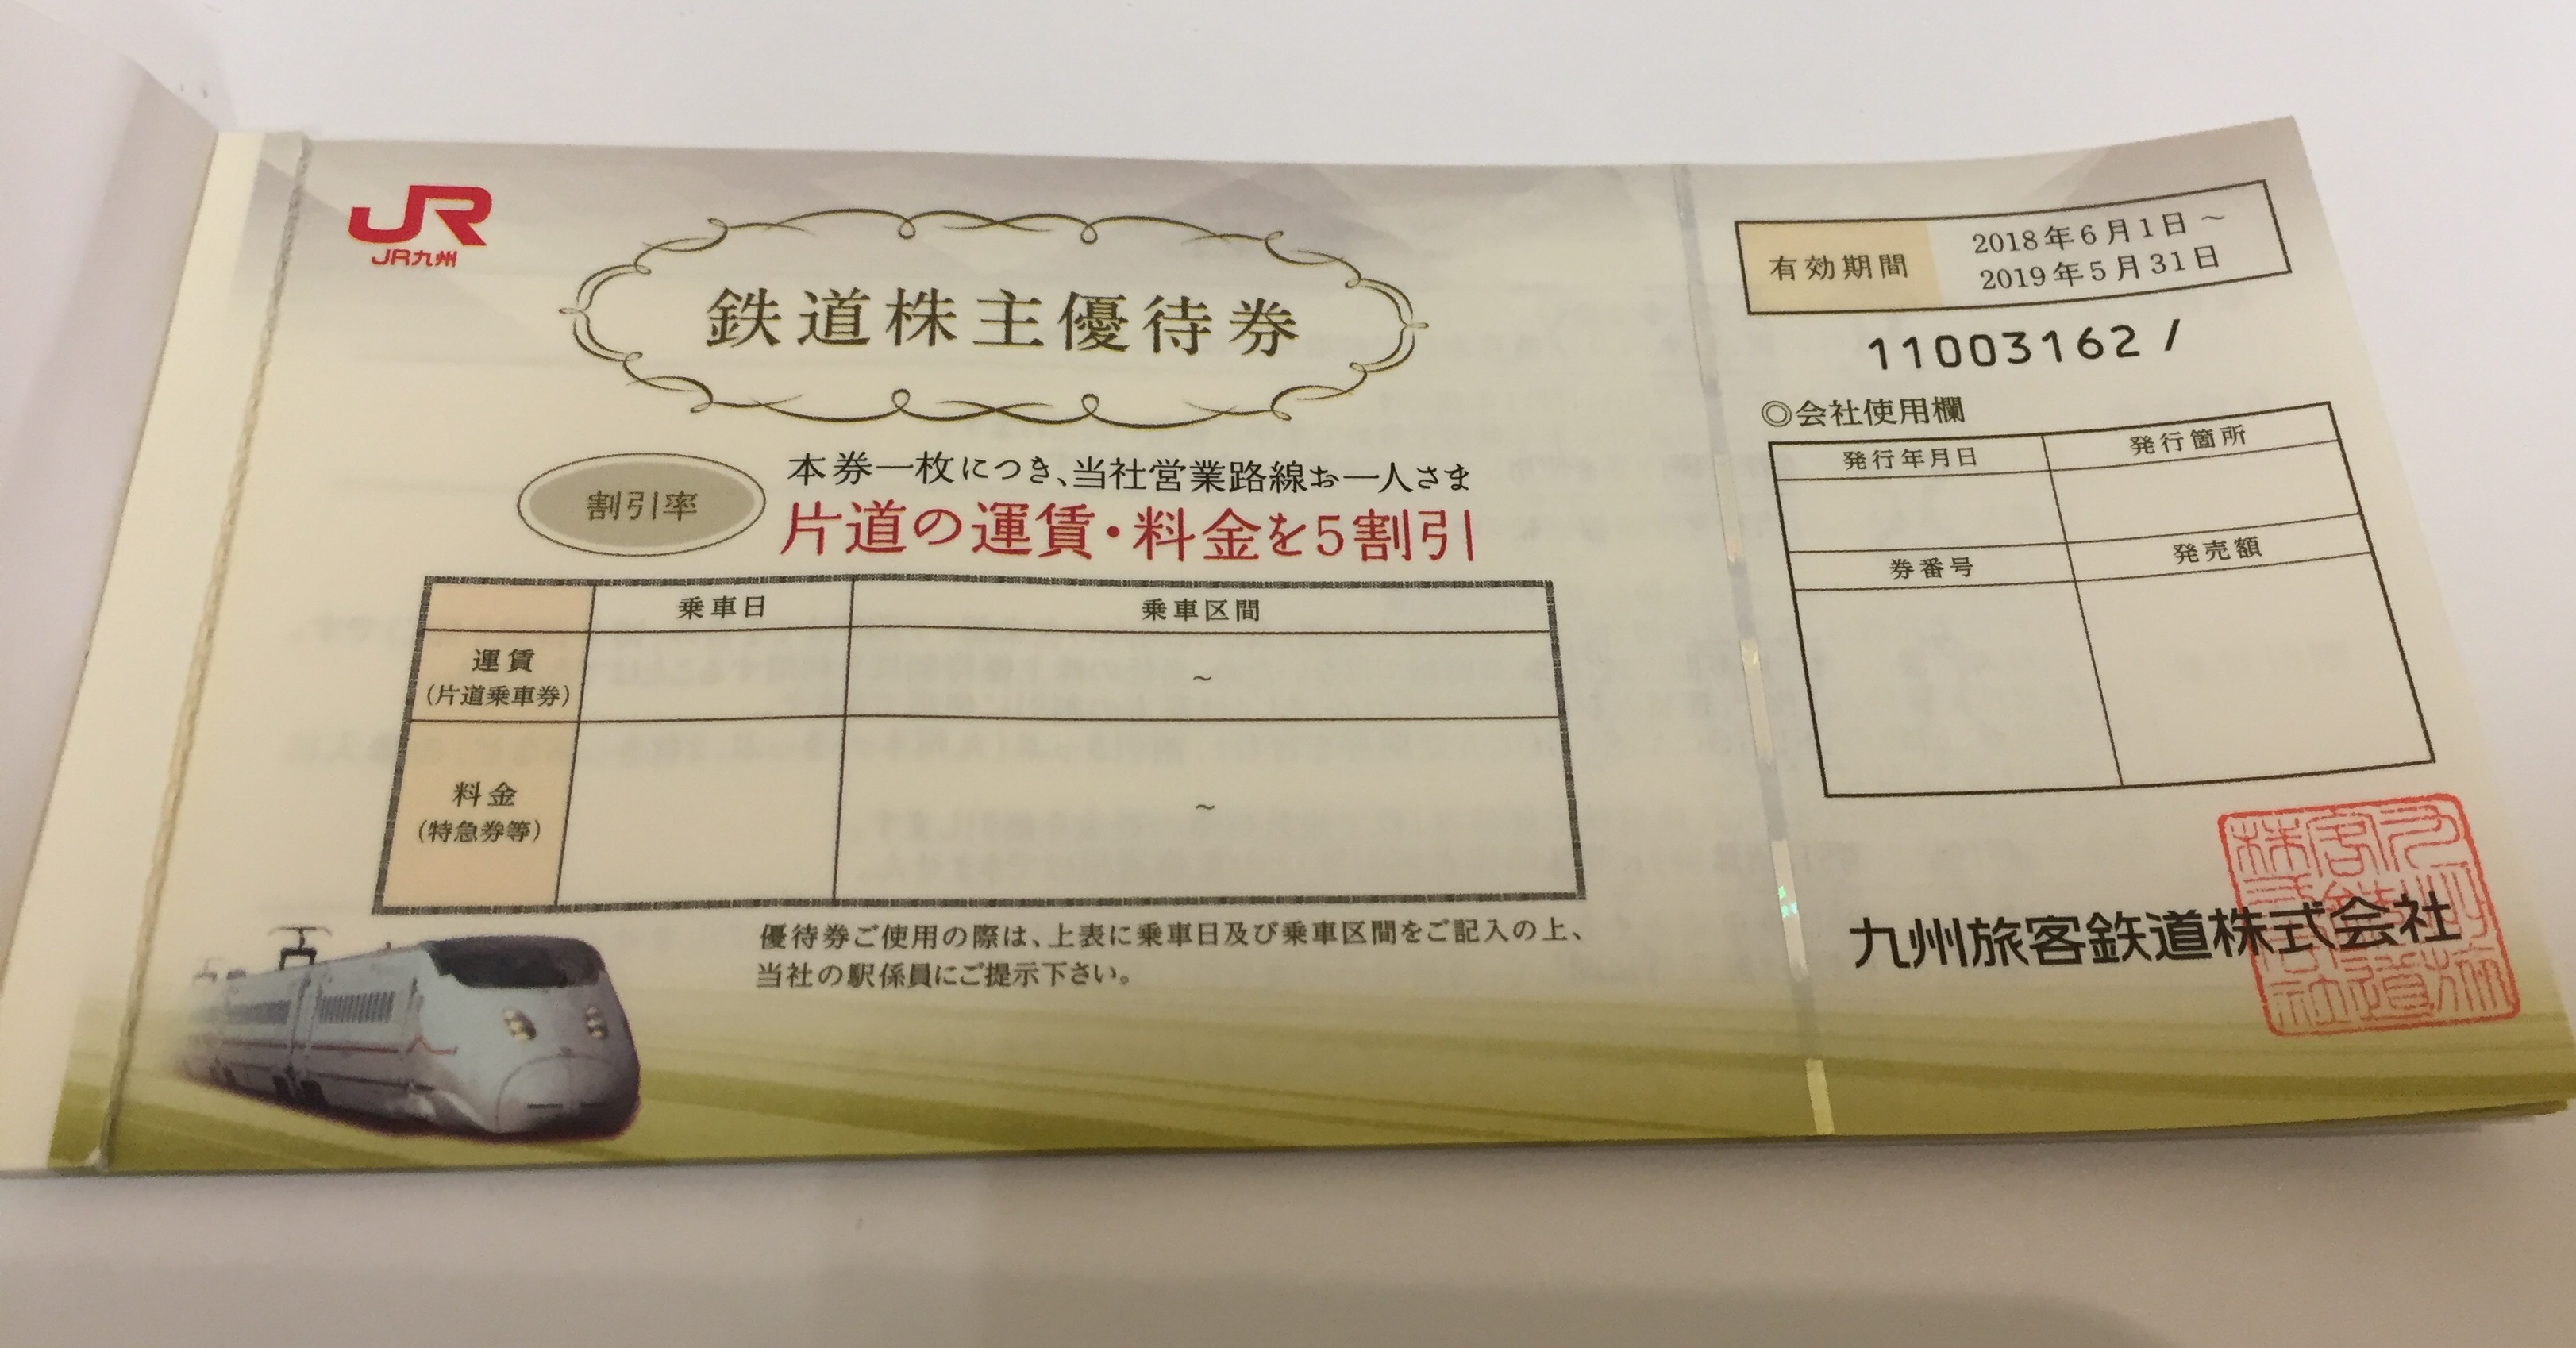 JR
JR九州
鉄道株主優待券
割引率
本券一枚につき、当社営業路線お一人さま
片道の運賃・料金を5割引
乗車日
乗車区間
運賃
(片道乗車券)
~
料金
(特急券等)
~
優待券ご使用の際は、上表に乗車日及び乗車区間をご記入の上、
当社の駅係員にご提示下さい。
有効期間
2018年6月1日～
2019年5月31日
11003162 /
◎会社使用欄
発行年月日
発行箇所
券番号
発売額
九州旅客鉄道株式会社